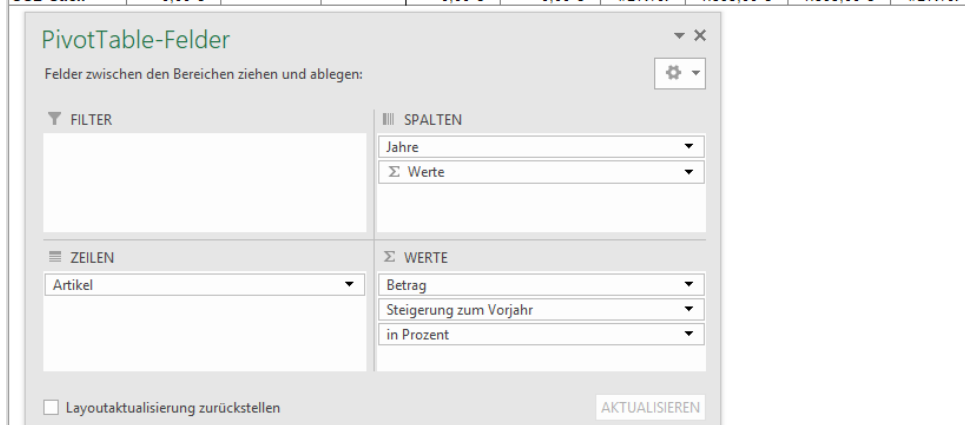 PivotTable-Felder
Felder zwischen den Bereichen ziehen und ablegen:
FILTER
SPALTEN
Jahre
Σ Werte
ZEILEN
Artikel
Σ WERTE
Betrag
Steigerung zum Vorjahr
in Prozent
Layoutaktualisierung zurückstellen
AKTUALISIEREN